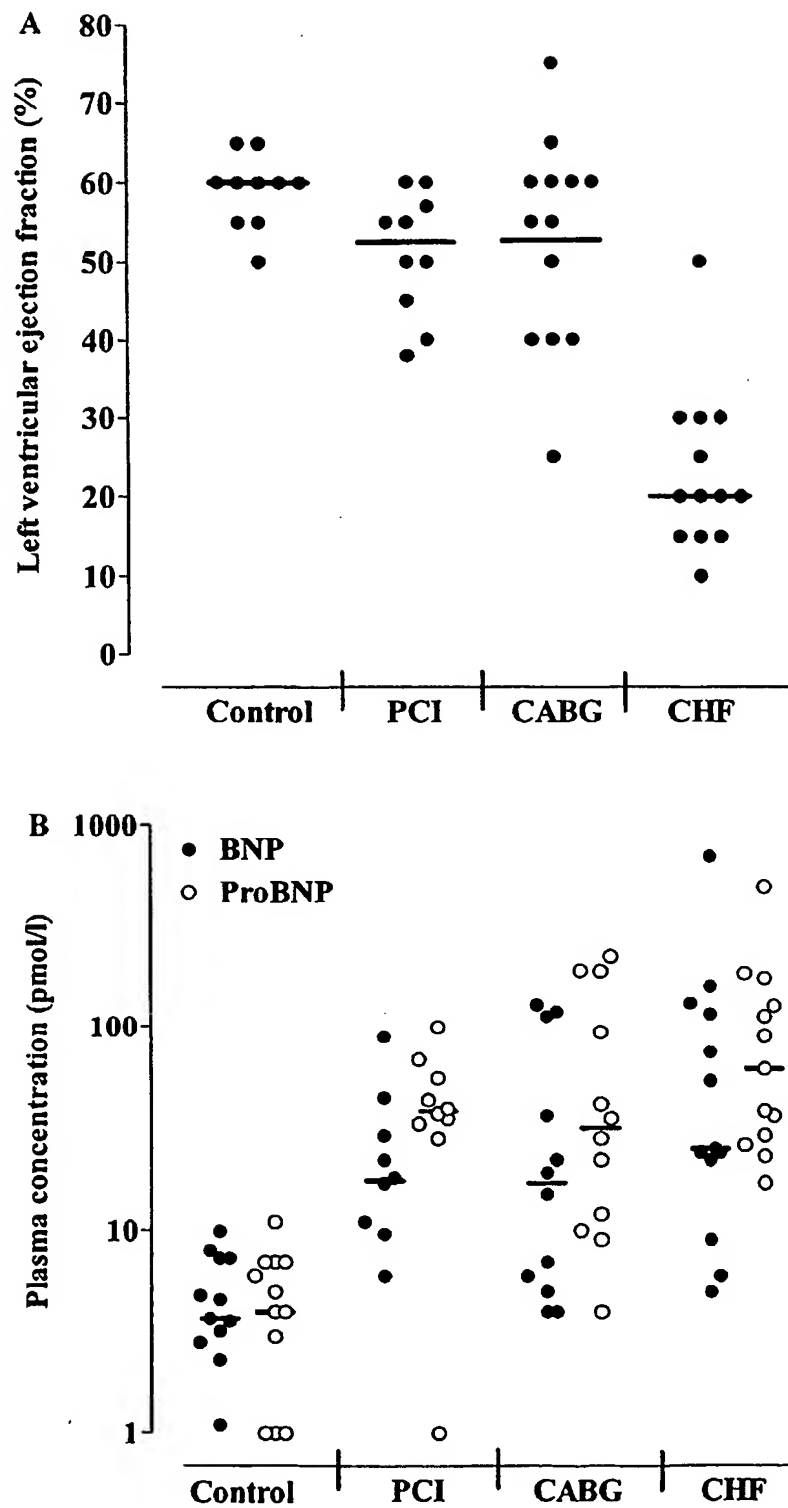 A
Left ventricular ejection fraction (%)
80
70
60
50
40
30
20
10
0
Control PCI CABG CHF
B
Plasma concentration (pmol/l)
1000
100
10
1
BNP
ProBNP
Control PCI CABG CHF